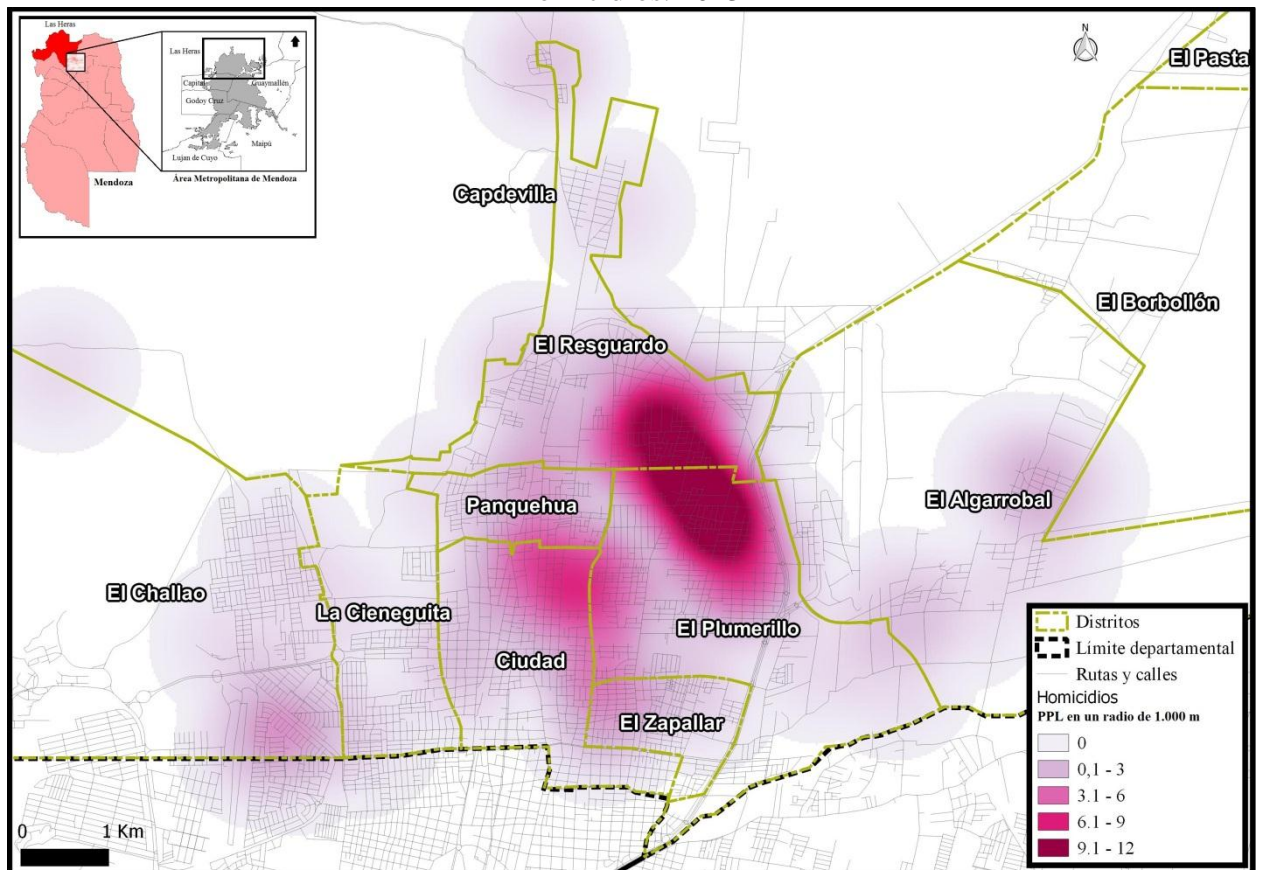 Las Heras
Las Heras
Capital
Guaymallén
Godoy Cruz
Maipú
Lujan de Cuyo
Mendoza
Área Metropolitana de Mendoza
N
El Pasta
Capdevilla
El Borbollón
El Resguardo
Panquehua
El Algarrobal
El Challao
La Cieneguita
El Plumerillo
Ciudad
El Zapallar
Distritos
Límite departamental
Rutas y calles
Homicidios
PPL en un radio de 1.000 m
0
0,1 - 3
3.1 - 6
6.1 - 9
9.1 - 12
0 1 Km